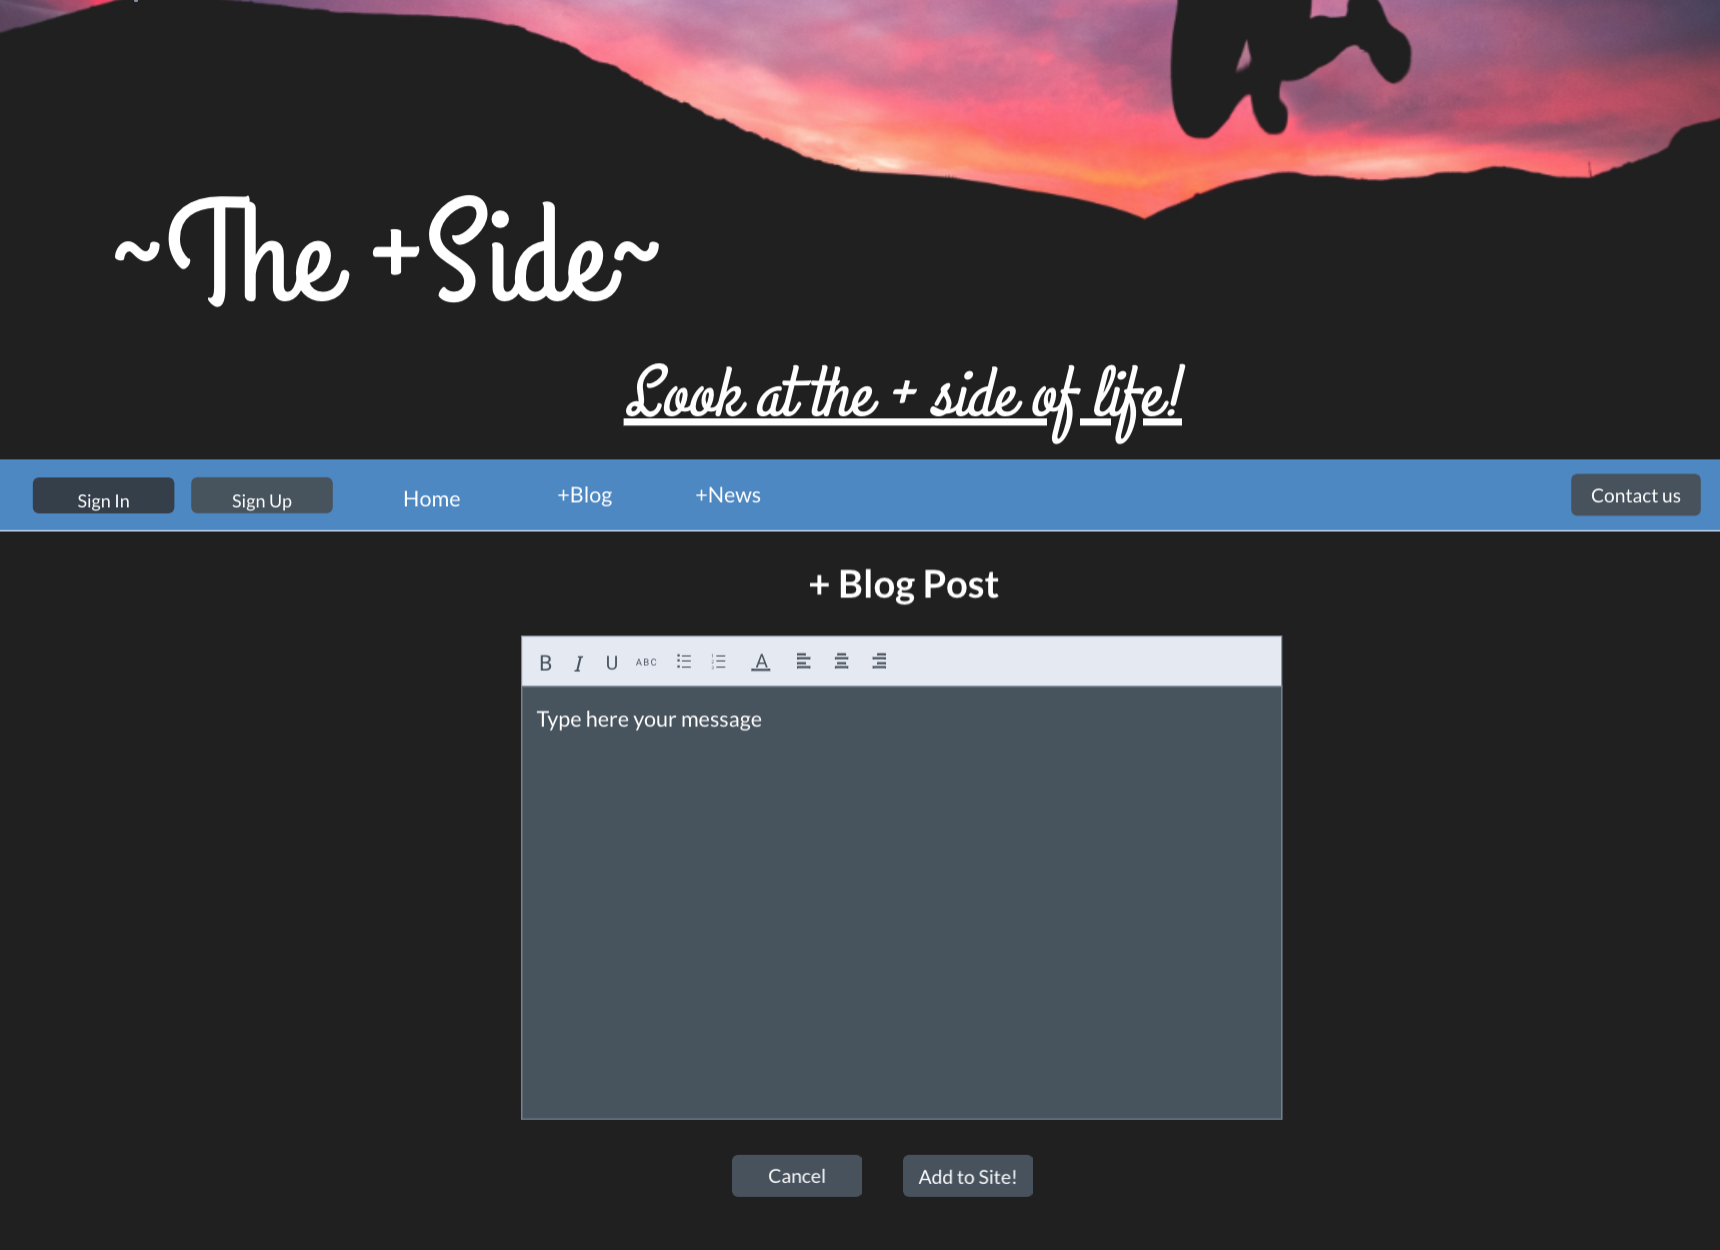 ~The +Side~
Look at the + side of life!
Sign In Sign Up Home +Blog +News Contact us
+ Blog Post
B I U ABC A
Type here your message
Cancel Add to Site!